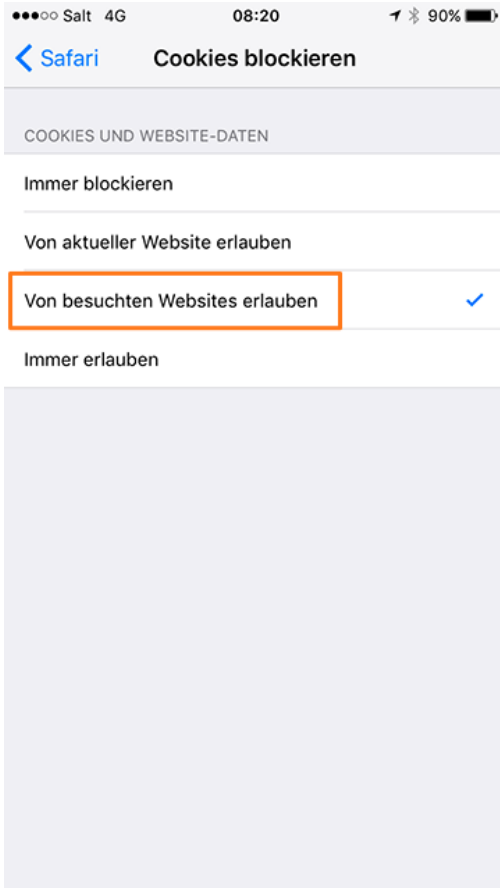 Salt 4G 08:20 90%
Safari Cookies blockieren
COOKIES UND WEBSITE-DATEN
Immer blockieren
Von aktueller Website erlauben
Von besuchten Websites erlauben
Immer erlauben